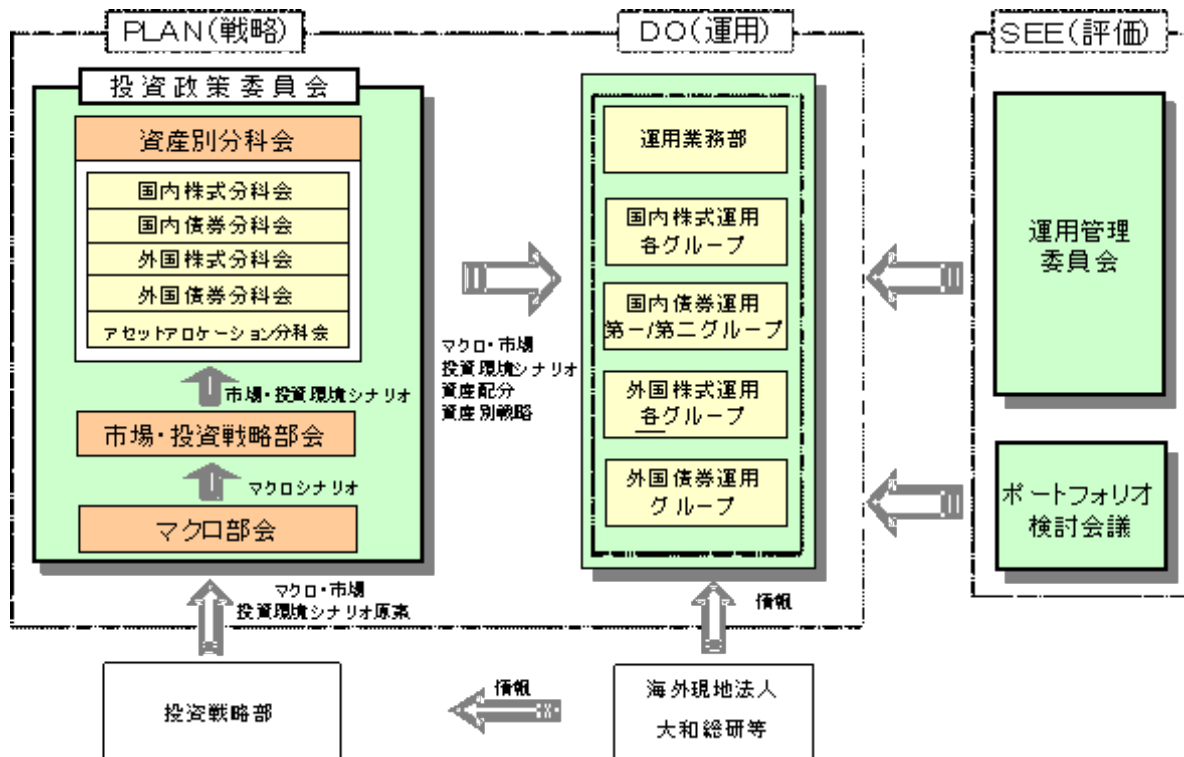 PLAN(戦略)
投資政策委員会
資産別分科会
国内株式分科会
国内債券分科会
外国株式分科会
外国債券分科会
アセットアロケーション分科会
市場・投資環境シナリオ
市場・投資戦略部会
マクロシナリオ
マクロ部会
マクロ・市場
投資環境シナリオ原案
投資戦略部
マクロ・市場
投資環境シナリオ
資産配分
資産別戦略
DO(運用)
運用業務部
国内株式運用
各グループ
国内債券運用
第一/第二グループ
外国株式運用
各グループ
外国債券運用
グループ
情報
情報
海外現地法人
大和総研等
SEE(評価)
運用管理
委員会
ポートフォリオ
検討会議